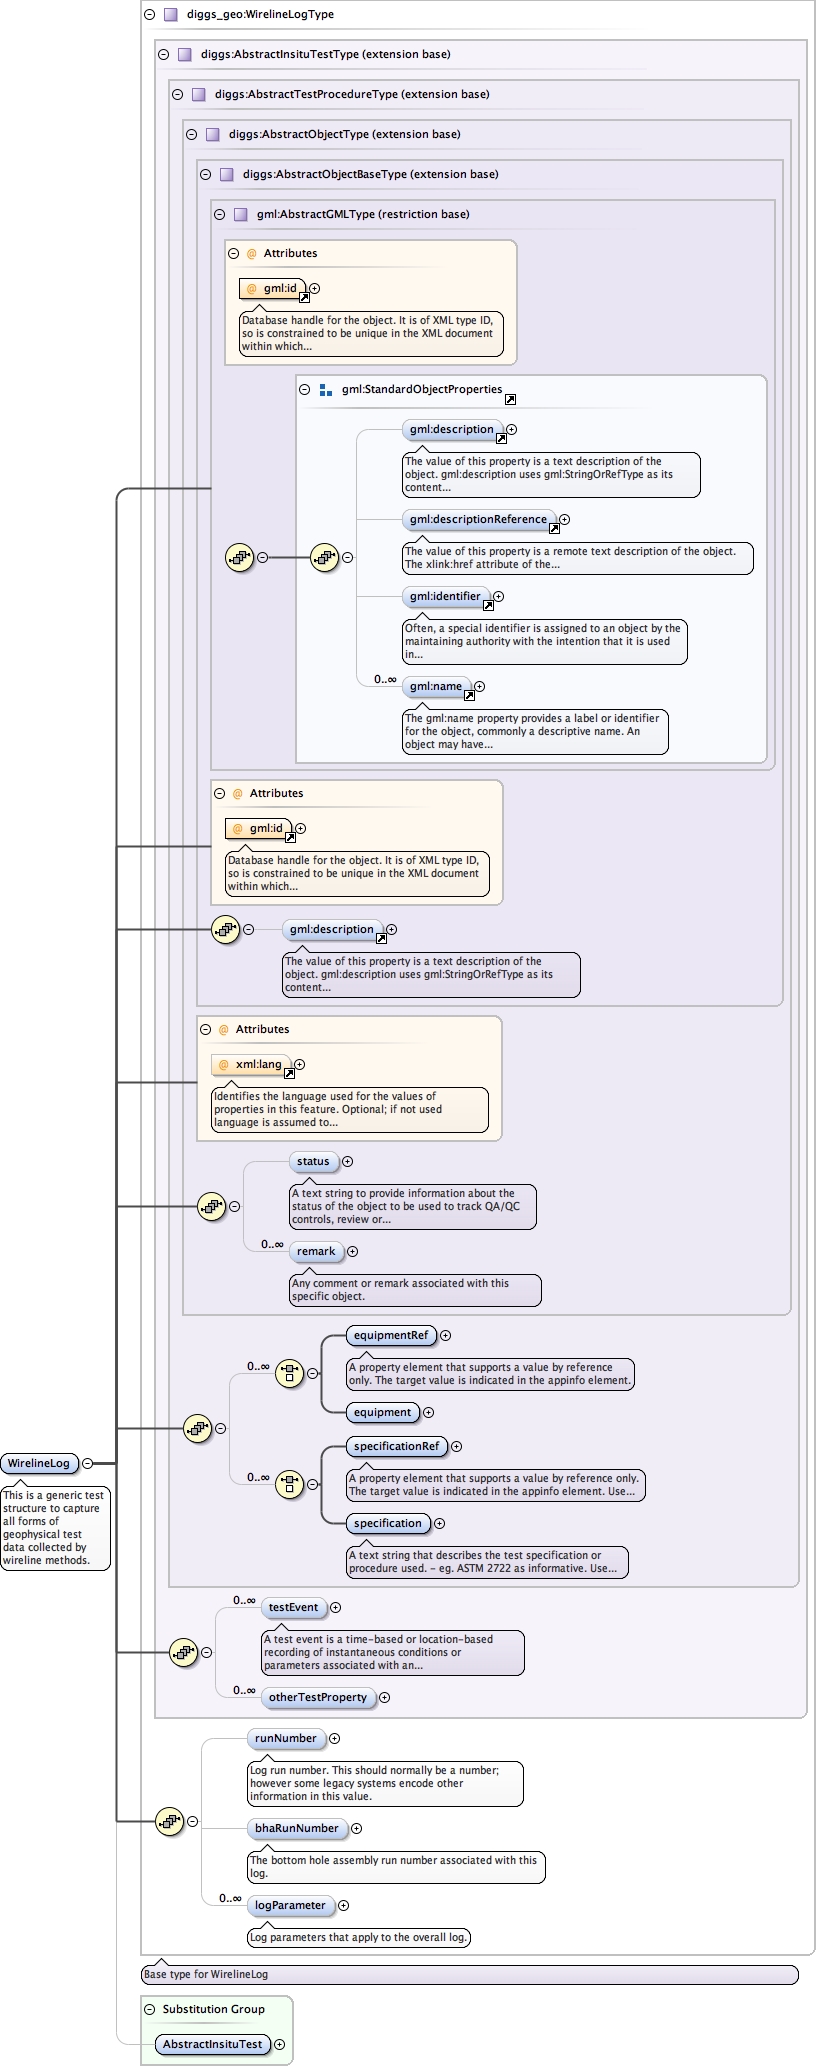 diggs_geo:WirelineLogType
diggs:AbstractInsituTestType (extension base)
diggs:AbstractTestProcedureType (extension base)
diggs:AbstractObjectType (extension base)
diggs:AbstractObjectBaseType (extension base)
gml:AbstractGMLType (restriction base)
@ Attributes
@ gml:id
Database handle for the object. It is of XML type ID,
so is constrained to be unique in the XML document
within which...
gml:StandardObjectProperties
gml:description
The value of this property is a text description of the
object. gml:description uses gml:StringOrRefType as its
content...
gml:descriptionReference
The value of this property is a remote text description of the object.
The xlink:href attribute of the...
gml:identifier
Often, a special identifier is assigned to an object by the
maintaining authority with the intention that it is used
in...
0..∞
gml:name
The gml:name property provides a label or identifier
for the object, commonly a descriptive name. An
object may have...
@ Attributes
@ gml:id
Database handle for the object. It is of XML type ID,
so is constrained to be unique in the XML document
within which...
gml:description
The value of this property is a text description of the
object. gml:description uses gml:StringOrRefType as its
content...
@ Attributes
@ xml:lang
Identifies the language used for the values of
properties in this feature. Optional; if not used
language is assumed to...
status
A text string to provide information about the
status of the object to be used to track QA/QC
controls, review or...
0..∞
remark
Any comment or remark associated with this
specific object.
equipmentRef
0..∞
A property element that supports a value by reference
only. The target value is indicated in the appinfo element.
equipment
specificationRef
0..∞
A property element that supports a value by reference only.
The target value is indicated in the appinfo element. Use...
specification
A text string that describes the test specification or
procedure used. - eg. ASTM 2722 as informative. Use...
WirelineLog
This is a generic test
structure to capture
all forms of
geophysical test
data collected by
wireline methods.
0..∞
testEvent
A test event is a time-based or location-based
recording of instantaneous conditions or
parameters associated with an...
0..∞
otherTestProperty
runNumber
Log run number. This should normally be a number;
however some legacy systems encode other
information in this value.
bhaRunNumber
The bottom hole assembly run number associated with this
log.
0..∞
logParameter
Log parameters that apply to the overall log.
Base type for WirelineLog
Substitution Group
AbstractInsituTest